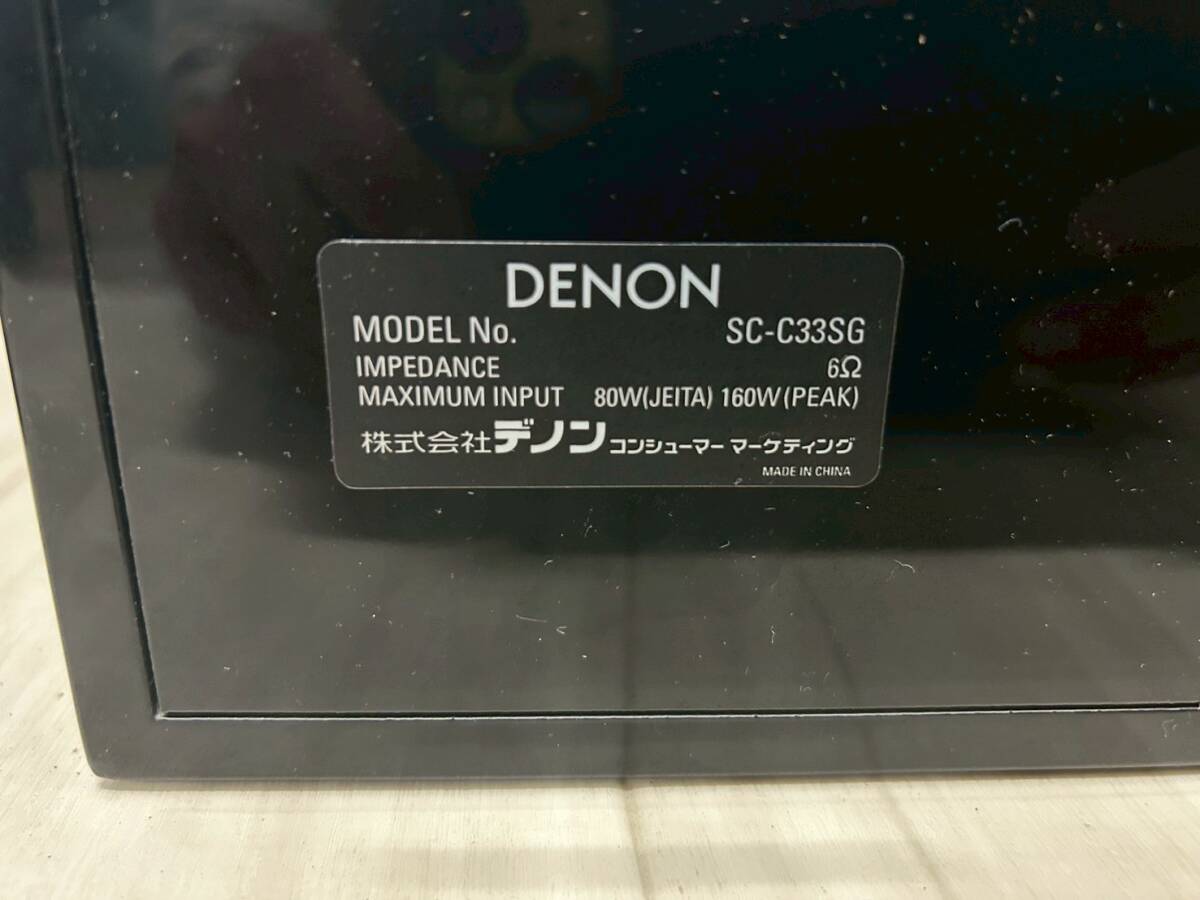 DENON
MODEL No. SC-C33SG
IMPEDANCE 6Ω
MAXIMUM INPUT 80W(JEITA) 160W(PEAK)
株式会社デノン コンシューマー マーケティング
MADE IN CHINA